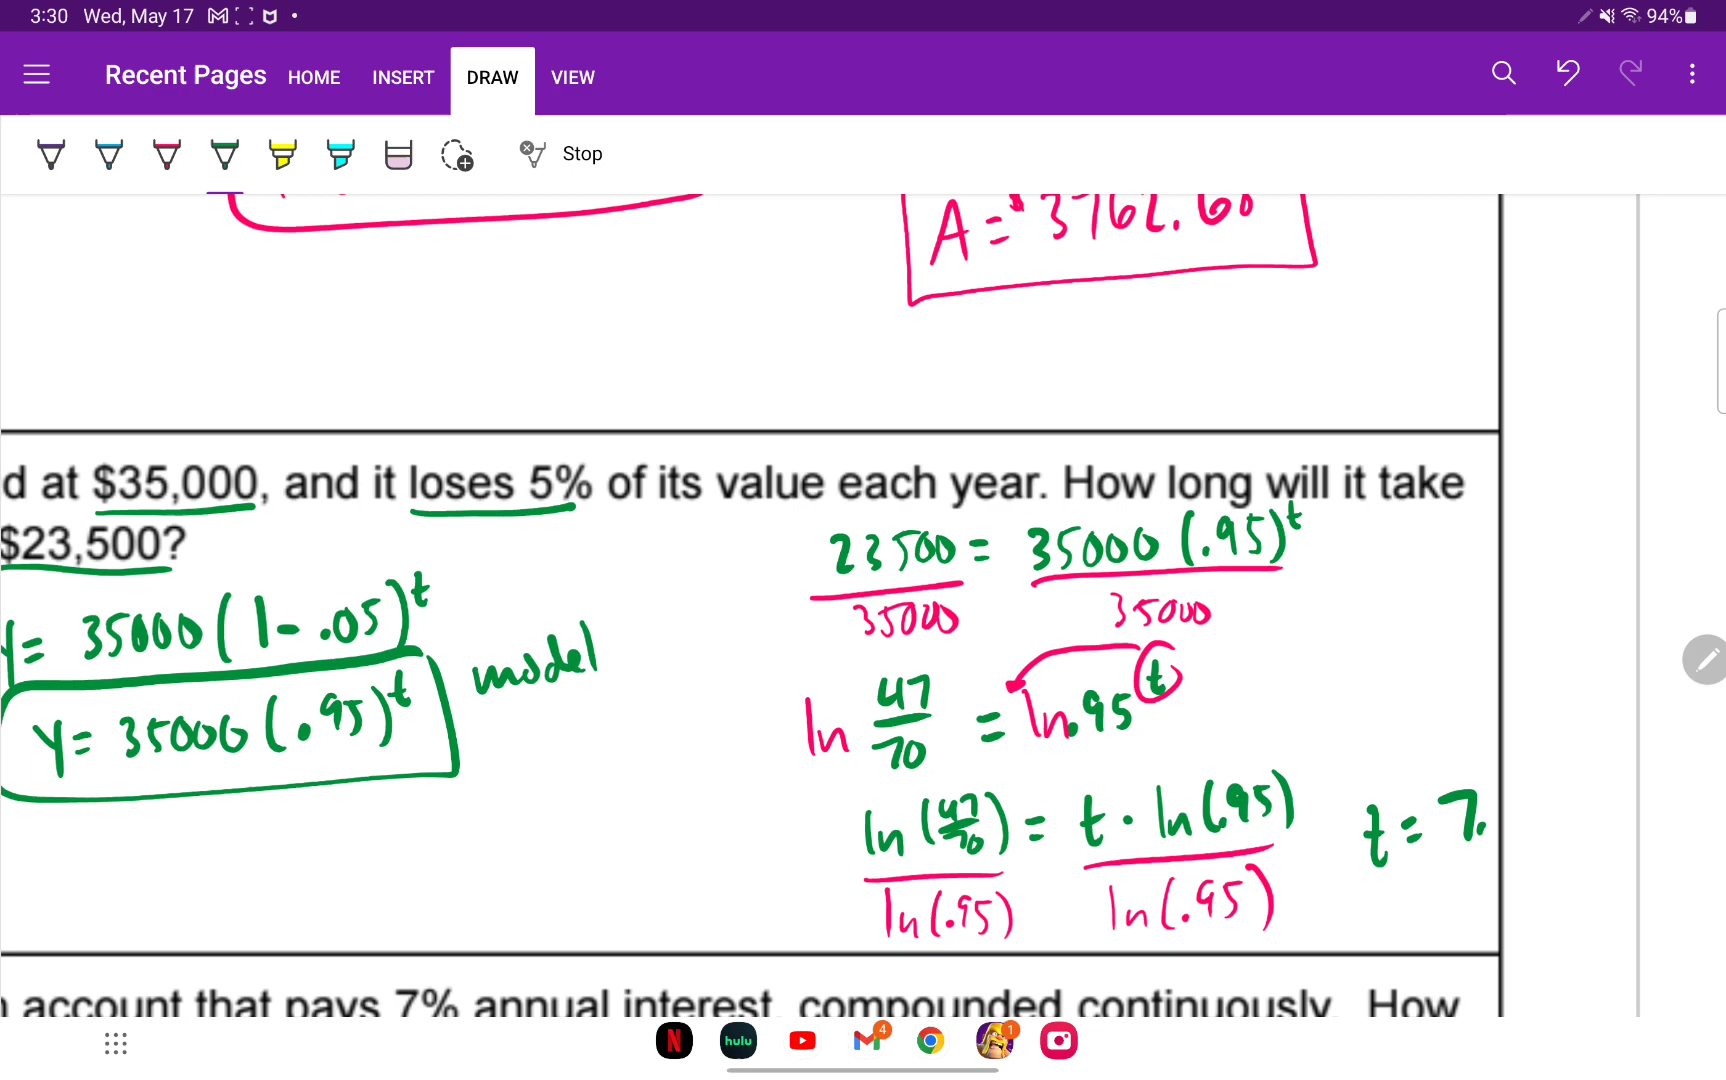 3:30 Wed, May 17
94%
Recent Pages HOME INSERT DRAW VIEW
Stop
A = $3762.60
d at $35,000, and it loses 5% of its value each year. How long will it take
$23,500?
23500 = 35000 (.95)^t
35000 35000
Y = 35000 (1 - .05)^t
model
Y = 35000 (.95)^t
ln 47/70 = ln .95^t
ln (47/70) = t · ln (.95)
ln (.95) ln (.95)
t = 7.
account that pays 7% annual interest, compounded continuously. How
N hulu 4 1